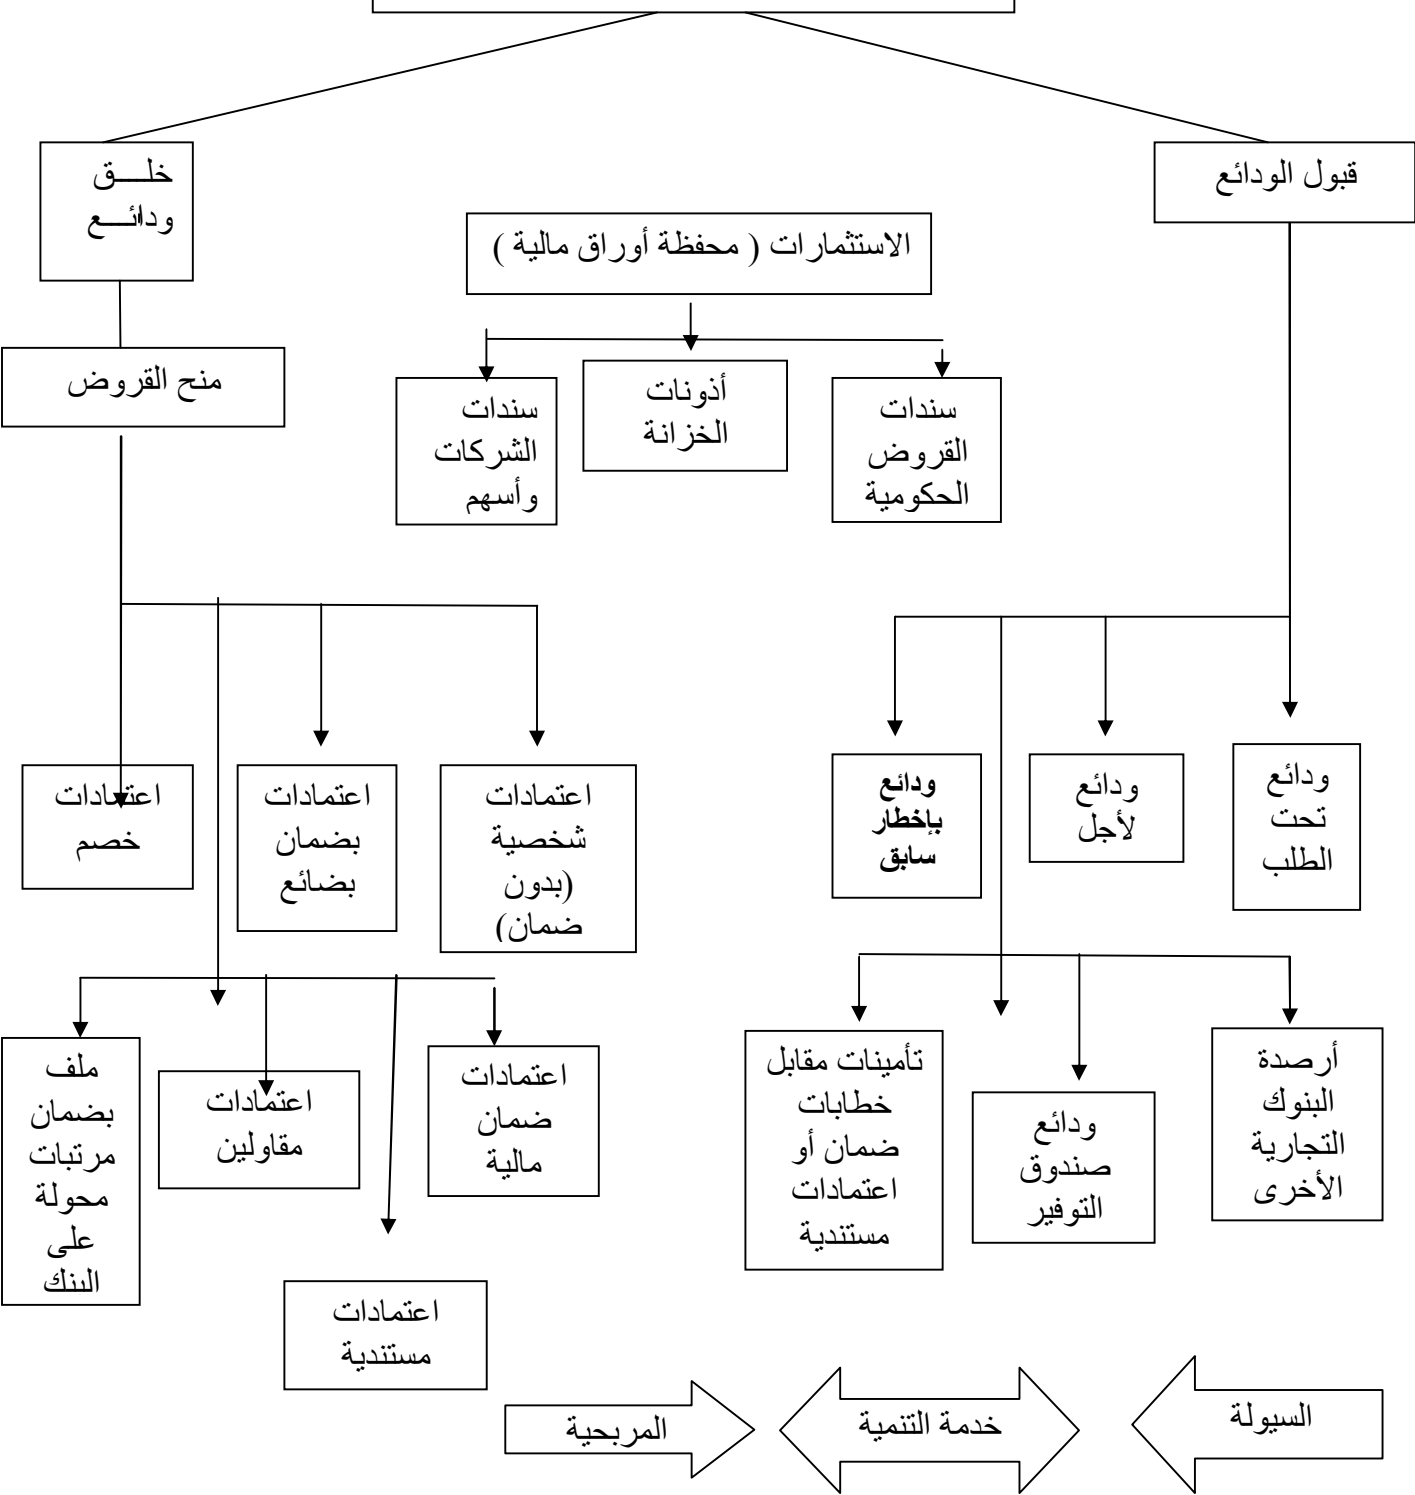 قبول الودائع
خلـــق
ودائـــع
الاستثمارات ( محفظة أوراق مالية )
منح القروض
سندات
القروض
الحكومية
أذونات
الخزانة
سندات
الشركات
وأسهم
ودائع
تحت
الطلب
ودائع
لأجل
ودائع
بإخطار
سابق
اعتمادات
شخصية
(بدون
ضمان)
اعتمادات
بضمان
بضائع
اعتمادات
خصم
أرصدة
البنوك
التجارية
الأخرى
ودائع
صندوق
التوفير
تأمينات مقابل
خطابات
ضمان أو
اعتمادات
مستندية
اعتمادات
ضمان
مالية
اعتمادات
مقاولين
ملف
بضمان
مرتبات
محولة
على
البنك
اعتمادات
مستندية
السيولة
خدمة التنمية
المربحية